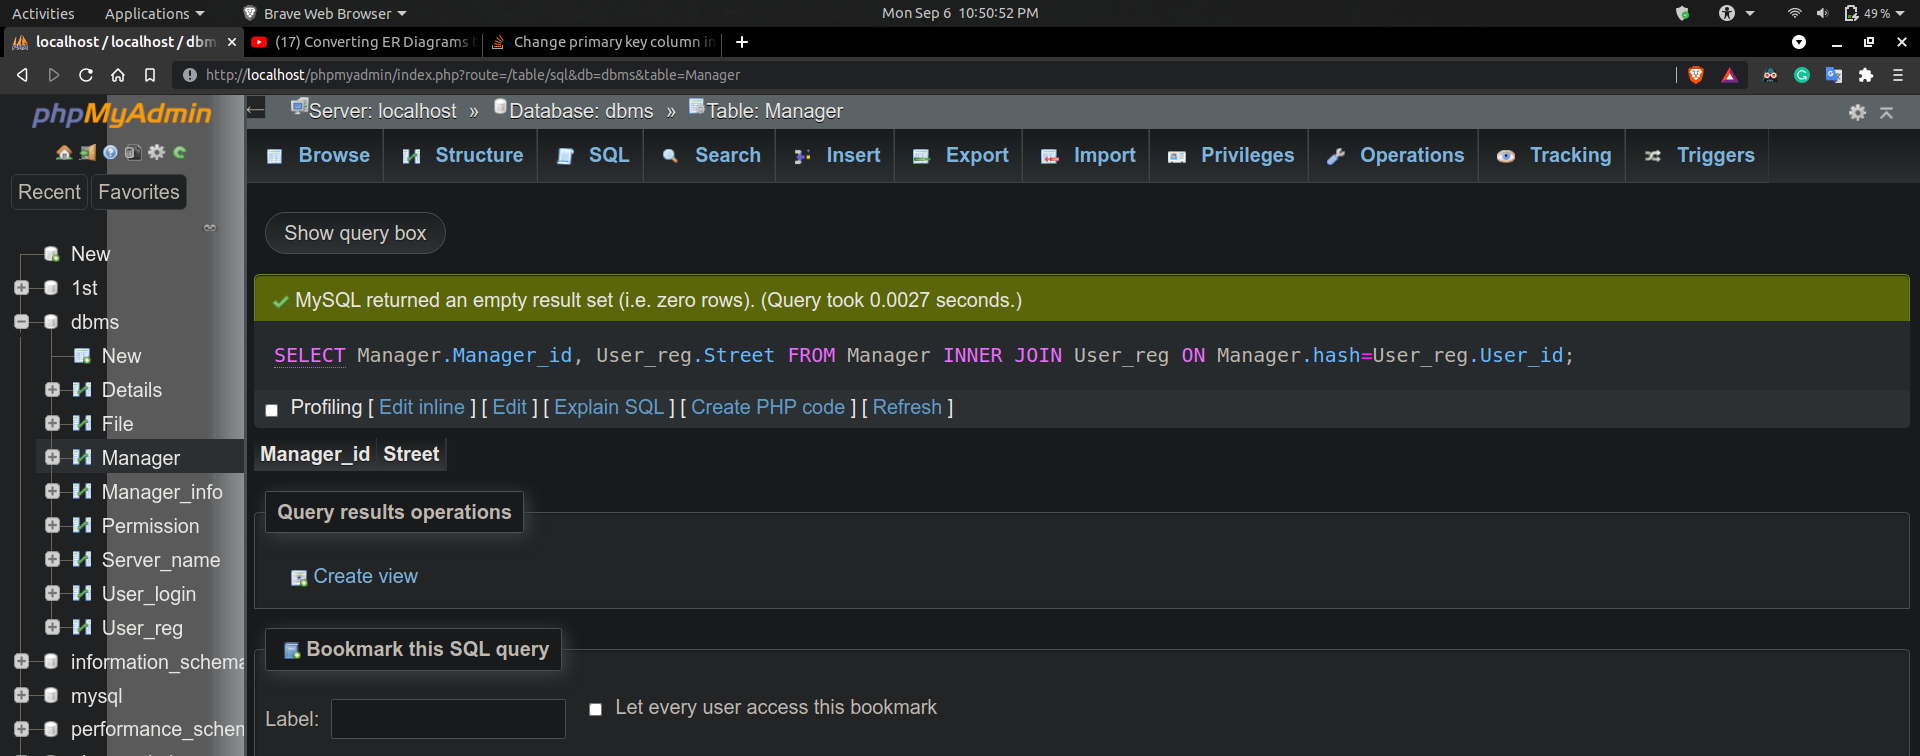 Activities Applications Brave Web Browser Mon Sep 6 10:50:52 PM 49 %
localhost / localhost / dbm (17) Converting ER Diagrams Change primary key column in
http://localhost/phpmyadmin/index.php?route=/table/sql&db=dbms&table=Manager
phpMyAdmin
Server: localhost » Database: dbms » Table: Manager
Browse Structure SQL Search Insert Export Import Privileges Operations Tracking Triggers
Recent Favorites
Show query box
New
1st
dbms
New
Details
File
Manager
Manager_info
Permission
Server_name
User_login
User_reg
information_schema
mysql
performance_schem
MySQL returned an empty result set (i.e. zero rows). (Query took 0.0027 seconds.)
SELECT Manager.Manager_id, User_reg.Street FROM Manager INNER JOIN User_reg ON Manager.hash=User_reg.User_id;
Profiling [ Edit inline ] [ Edit ] [ Explain SQL ] [ Create PHP code ] [ Refresh ]
Manager_id Street
Query results operations
Create view
Bookmark this SQL query
Label: Let every user access this bookmark